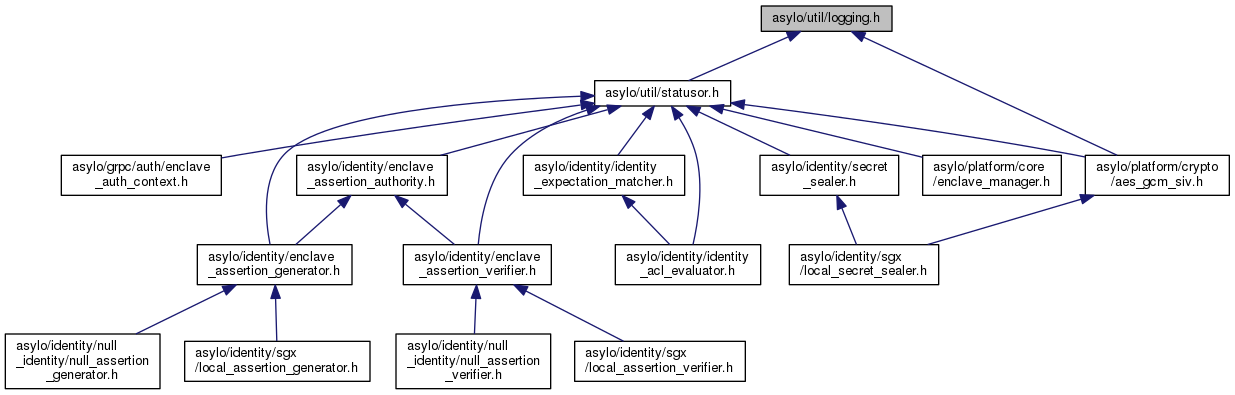 asylo/util/logging.h
asylo/util/statusor.h
asylo/grpc/auth/enclave
_auth_context.h
asylo/identity/enclave
_assertion_authority.h
asylo/identity/identity
_expectation_matcher.h
asylo/identity/secret
_sealer.h
asylo/platform/core
/enclave_manager.h
asylo/platform/crypto
/aes_gcm_siv.h
asylo/identity/enclave
_assertion_generator.h
asylo/identity/enclave
_assertion_verifier.h
asylo/identity/identity
_acl_evaluator.h
asylo/identity/sgx
/local_secret_sealer.h
asylo/identity/null
_identity/null_assertion
_generator.h
asylo/identity/sgx
/local_assertion_generator.h
asylo/identity/null
_identity/null_assertion
_verifier.h
asylo/identity/sgx
/local_assertion_verifier.h